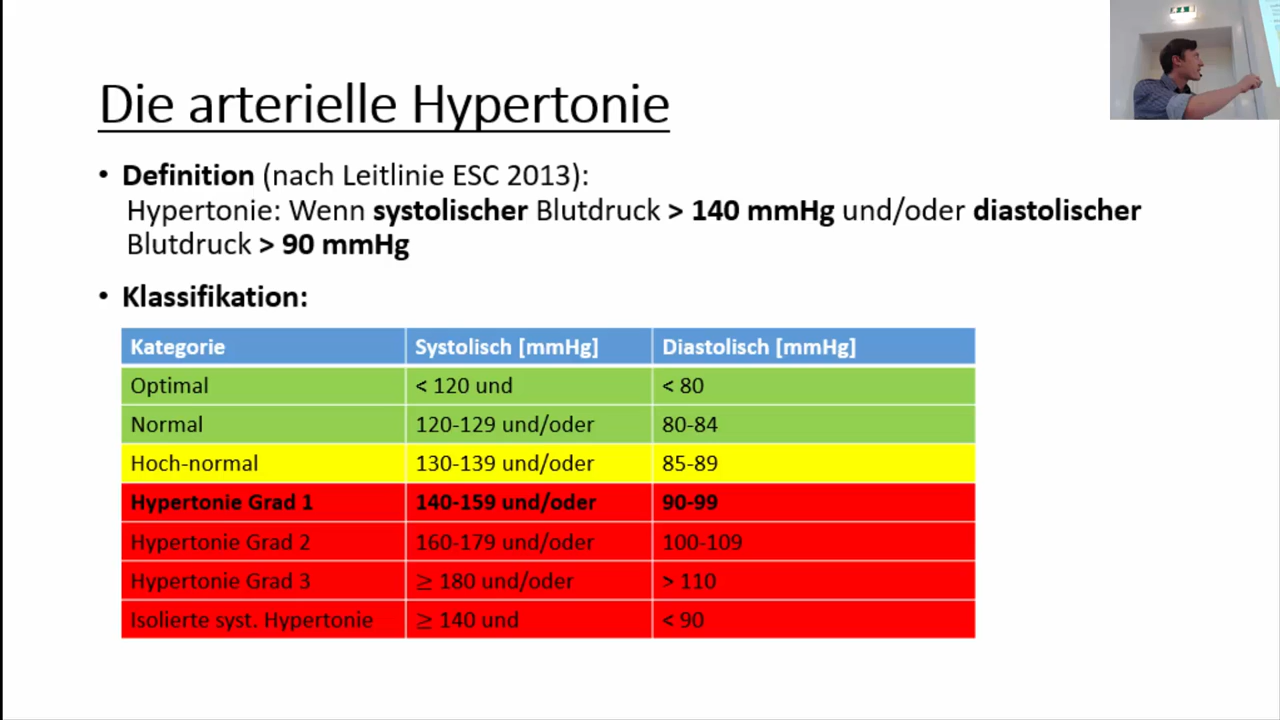 Die arterielle Hypertonie
• Definition (nach Leitlinie ESC 2013):
Hypertonie: Wenn systolischer Blutdruck > 140 mmHg und/oder diastolischer
Blutdruck > 90 mmHg
• Klassifikation:
Kategorie Systolisch [mmHg] Diastolisch [mmHg]
Optimal < 120 und < 80
Normal 120-129 und/oder 80-84
Hoch-normal 130-139 und/oder 85-89
Hypertonie Grad 1 140-159 und/oder 90-99
Hypertonie Grad 2 160-179 und/oder 100-109
Hypertonie Grad 3 ≥ 180 und/oder > 110
Isolierte syst. Hypertonie ≥ 140 und < 90